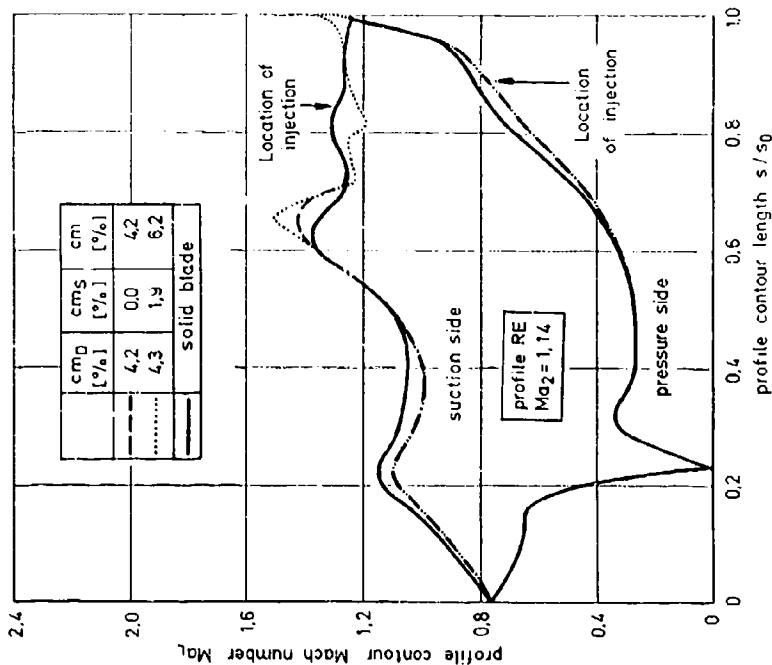 2.4
2.0
1.6
1.2
0.8
0.4
0
profile contour Mach number Ma_L
cm_D cm_S cm
[%] [%] [%]
4,2 0.0 4,2
4,3 1,9 6,2
solid blade
Location of
injection
suction side
profile RE
Ma₂=1,14
Location
of injection
pressure side
0 0,2 0,4 0.6 0.8 1.0
profile contour length s/s₀